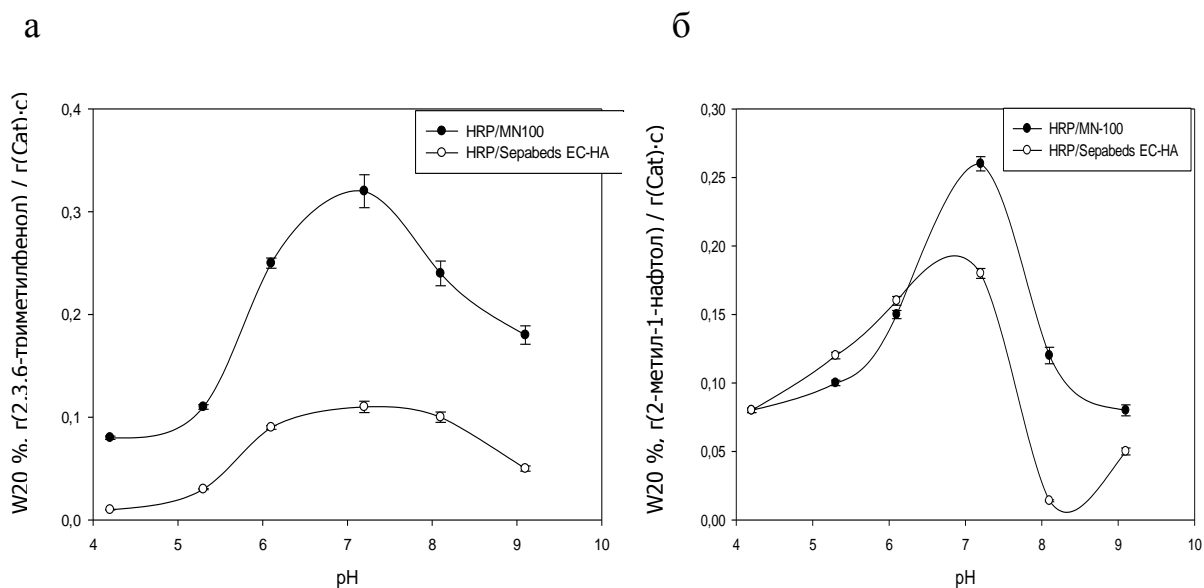 а
б
W20 %, г(2,3,6-триметилфенол) / г(Cat)·с)
0,4
0,3
0,2
0,1
0,0
HRP/MN100
HRP/Sepabeds EC-HA
4 5 6 7 8 9 10
pH
W20 %, г(2-метил-1-нафтол) / г(Cat)·с)
0,30
0,25
0,20
0,15
0,10
0,05
0,00
HRP/MN-100
HRP/Sepabeds EC-HA
4 5 6 7 8 9 10
pH